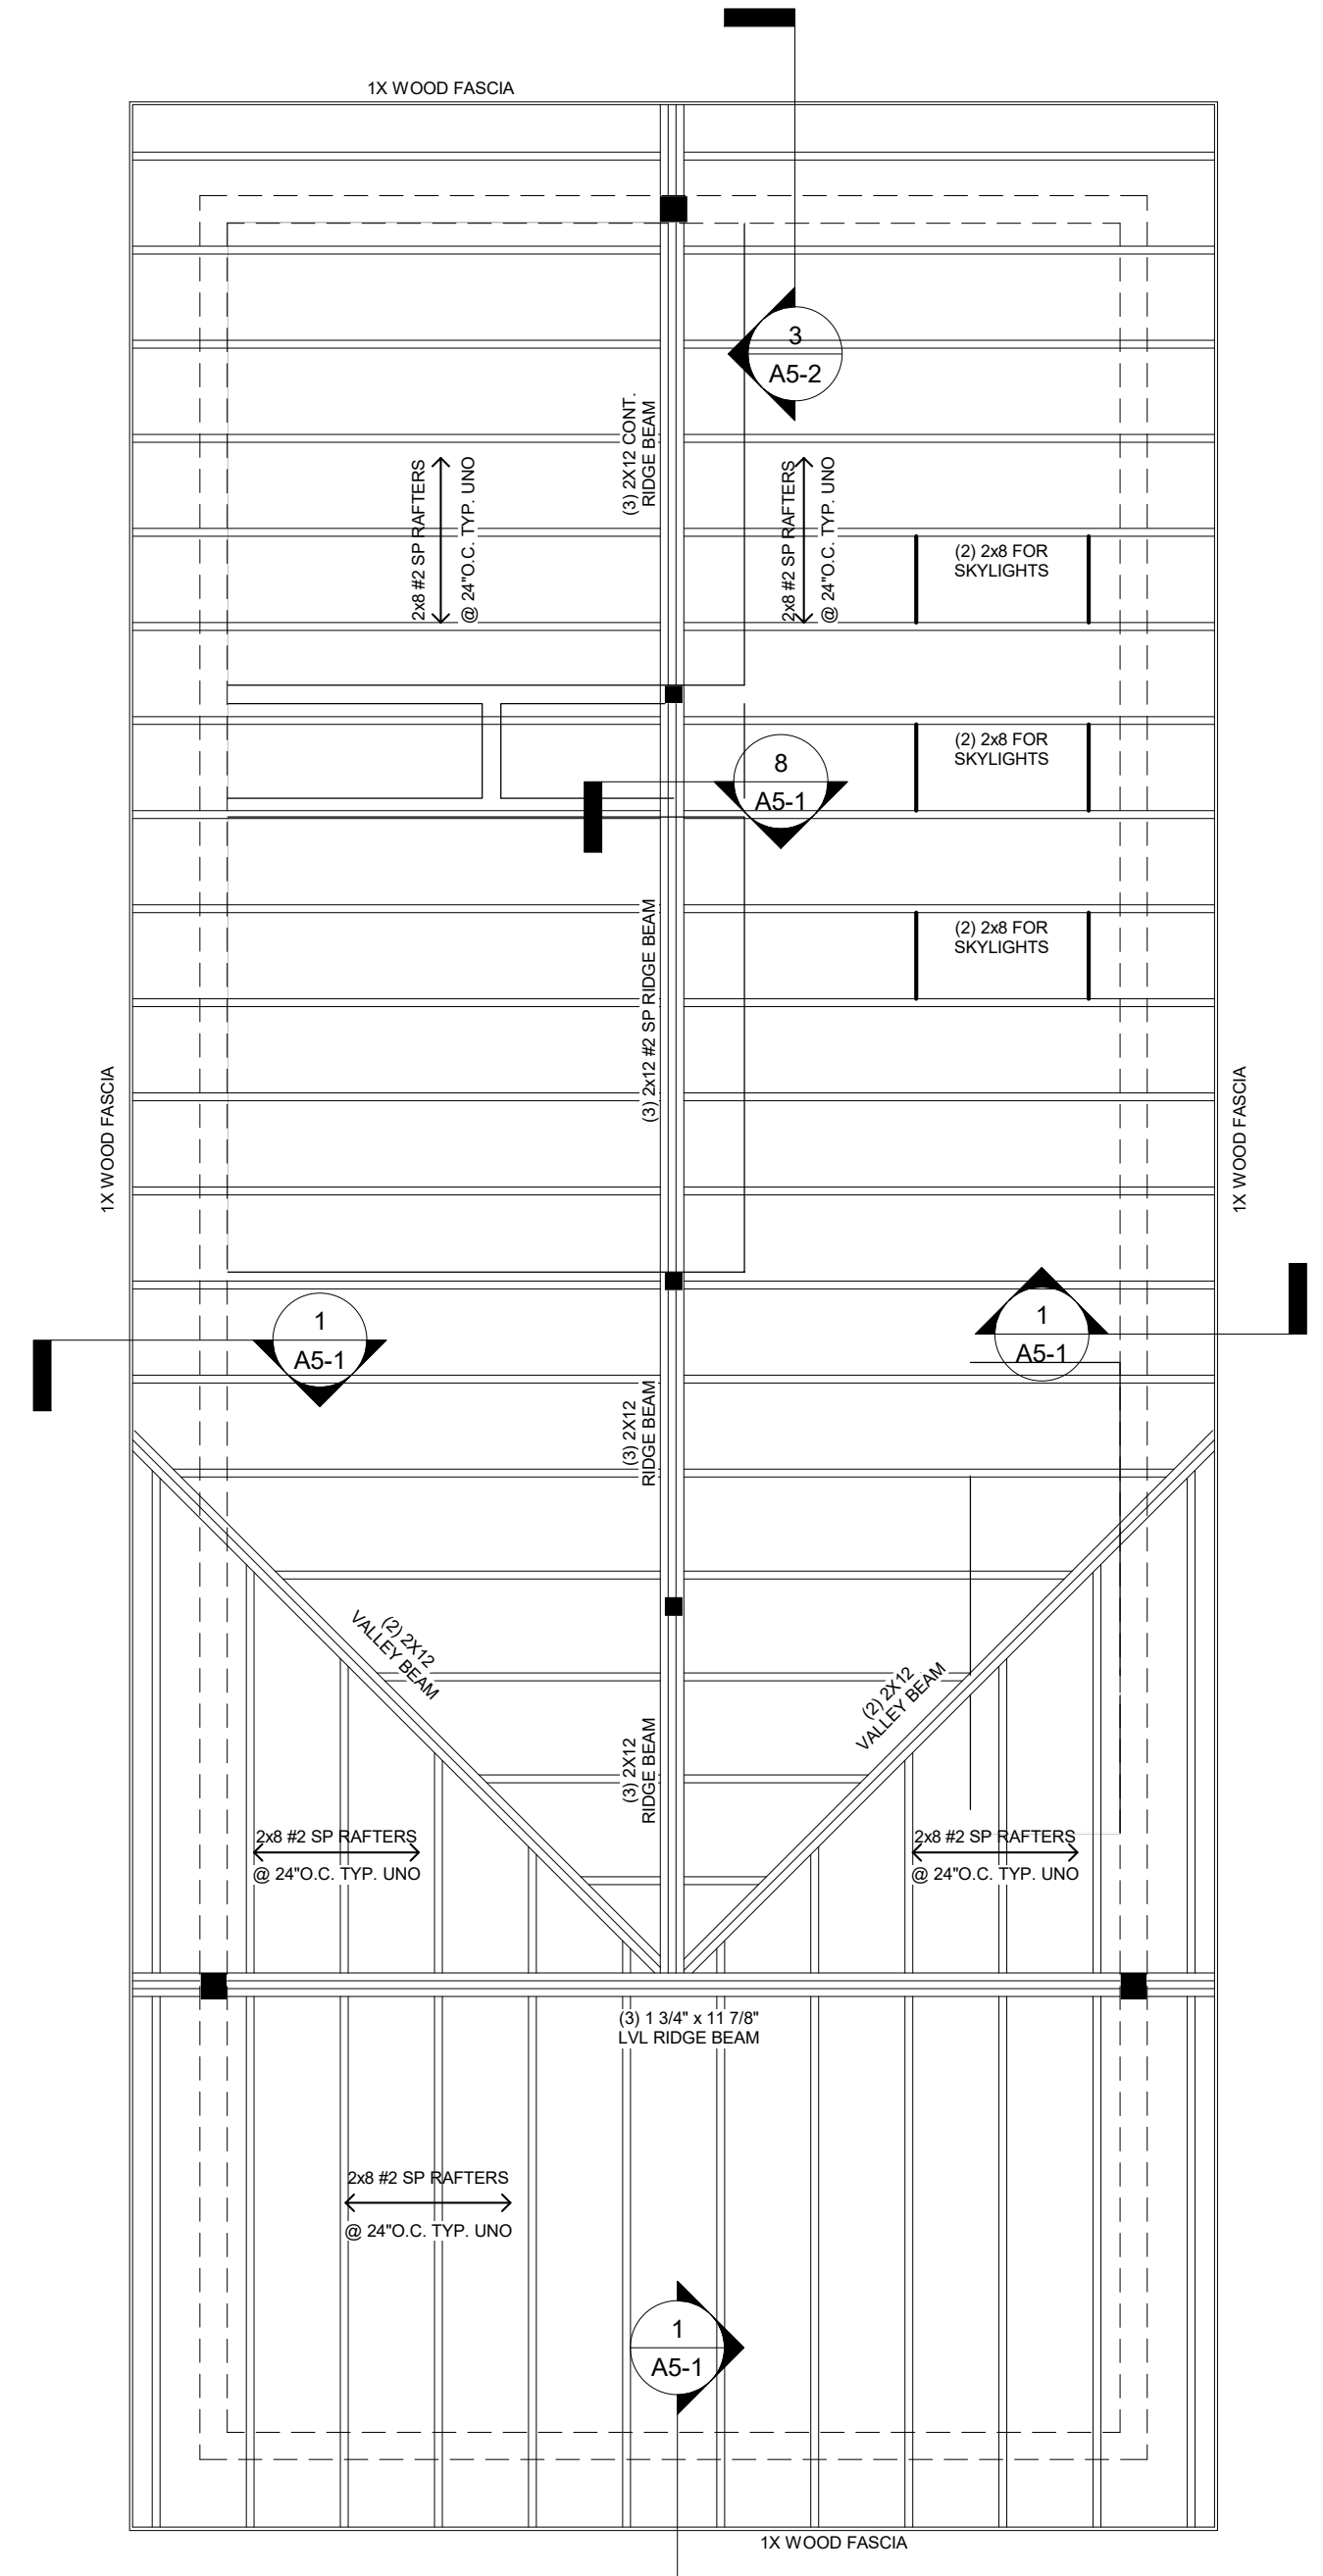 1X WOOD FASCIA
3
A5-2
(3) 2X12 CONT.
RIDGE BEAM
2x8 #2 SP RAFTERS
@ 24"O.C. TYP. UNO
2x8 #2 SP RAFTERS
@ 24"O.C. TYP. UNO
(2) 2x8 FOR
SKYLIGHTS
(2) 2x8 FOR
SKYLIGHTS
8
A5-1
(3) 2x12 #2 SP RIDGE BEAM
(2) 2x8 FOR
SKYLIGHTS
1X WOOD FASCIA
1X WOOD FASCIA
1
A5-1
1
A5-1
(3) 2X12
RIDGE BEAM
(2) 2X12
VALLEY BEAM
(2) 2X12
VALLEY BEAM
(3) 2X12
RIDGE BEAM
2x8 #2 SP RAFTERS
@ 24"O.C. TYP. UNO
2x8 #2 SP RAFTERS
@ 24"O.C. TYP. UNO
(3) 1 3/4" x 11 7/8"
LVL RIDGE BEAM
2x8 #2 SP RAFTERS
@ 24"O.C. TYP. UNO
1
A5-1
1X WOOD FASCIA